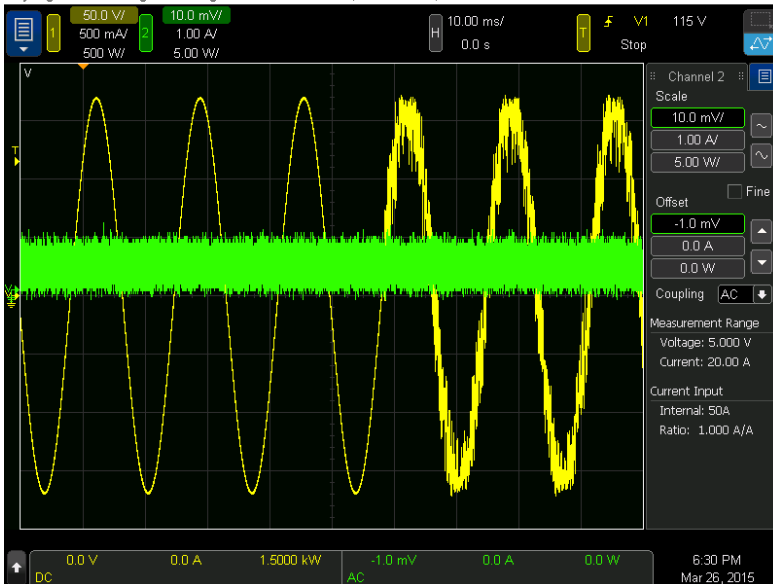 1 50.0 V/ 2 10.0 mV/ H 10.00 ms/ T V1 115 V
500 mA/ 1.00 A/ 0.0 s Stop
500 W/ 5.00 W/
V
T
Channel 2
Scale
10.0 mV/
1.00 A/
5.00 W/
Fine
Offset
-1.0 mV
0.0 A
0.0 W
Coupling AC
Measurement Range
Voltage: 5.000 V
Current: 20.00 A
Current Input
Internal: 50A
Ratio: 1.000 A/A
0.0 V 0.0 A 1.5000 kW -1.0 mV 0.0 A 0.0 W 6:30 PM
DC AC Mar 26, 2015